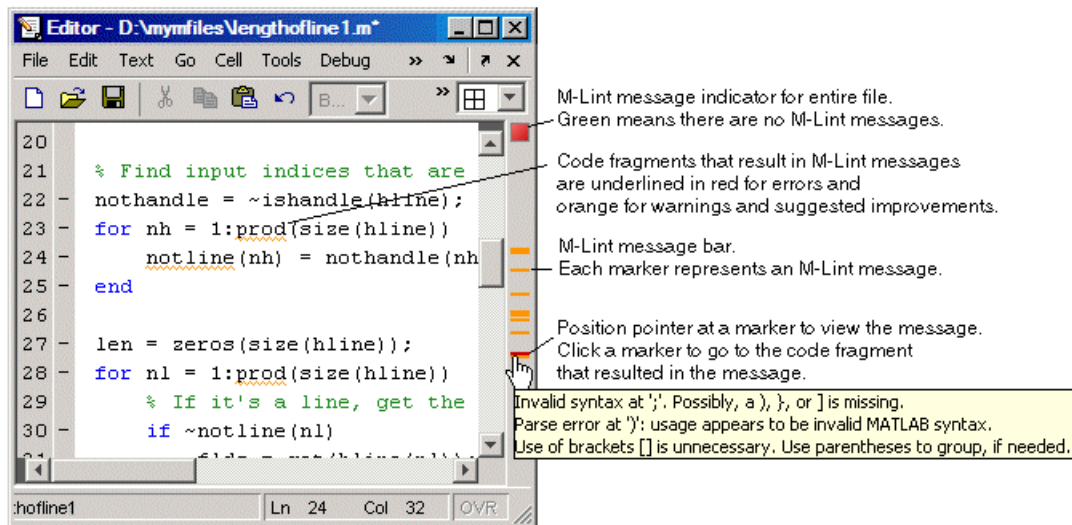 Editor - D:\mymfiles\lengthofline1.m*
File Edit Text Go Cell Tools Debug »
B... »
20
21 % Find input indices that are
22 - nothandle = ~ishandle(hline);
23 - for nh = 1:prod(size(hline))
24 - notline(nh) = nothandle(nh
25 - end
26
27 - len = zeros(size(hline));
28 - for nl = 1:prod(size(hline))
29 % If it's a line, get the
30 - if ~notline(nl)
:hofline1 Ln 24 Col 32 OVR
M-Lint message indicator for entire file.
Green means there are no M-Lint messages.
Code fragments that result in M-Lint messages
are underlined in red for errors and
orange for warnings and suggested improvements.
M-Lint message bar.
Each marker represents an M-Lint message.
Position pointer at a marker to view the message.
Click a marker to go to the code fragment
that resulted in the message.
Invalid syntax at ';'. Possibly, a ), }, or ] is missing.
Parse error at ')': usage appears to be invalid MATLAB syntax.
Use of brackets [] is unnecessary. Use parentheses to group, if needed.